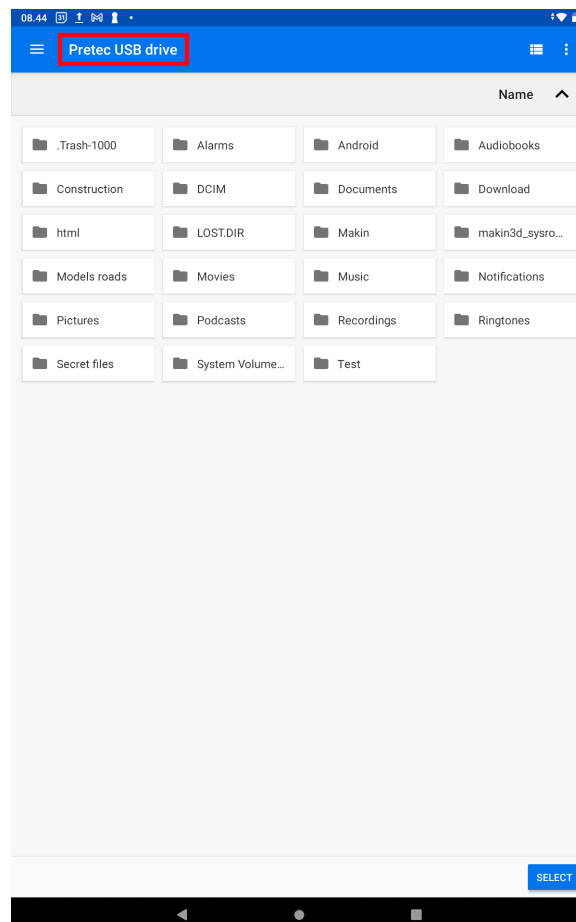 08.44 31
Pretec USB drive
Name
.Trash-1000 Alarms Android Audiobooks
Construction DCIM Documents Download
html LOST.DIR Makin makin3d_sysro...
Models roads Movies Music Notifications
Pictures Podcasts Recordings Ringtones
Secret files System Volume... Test
SELECT